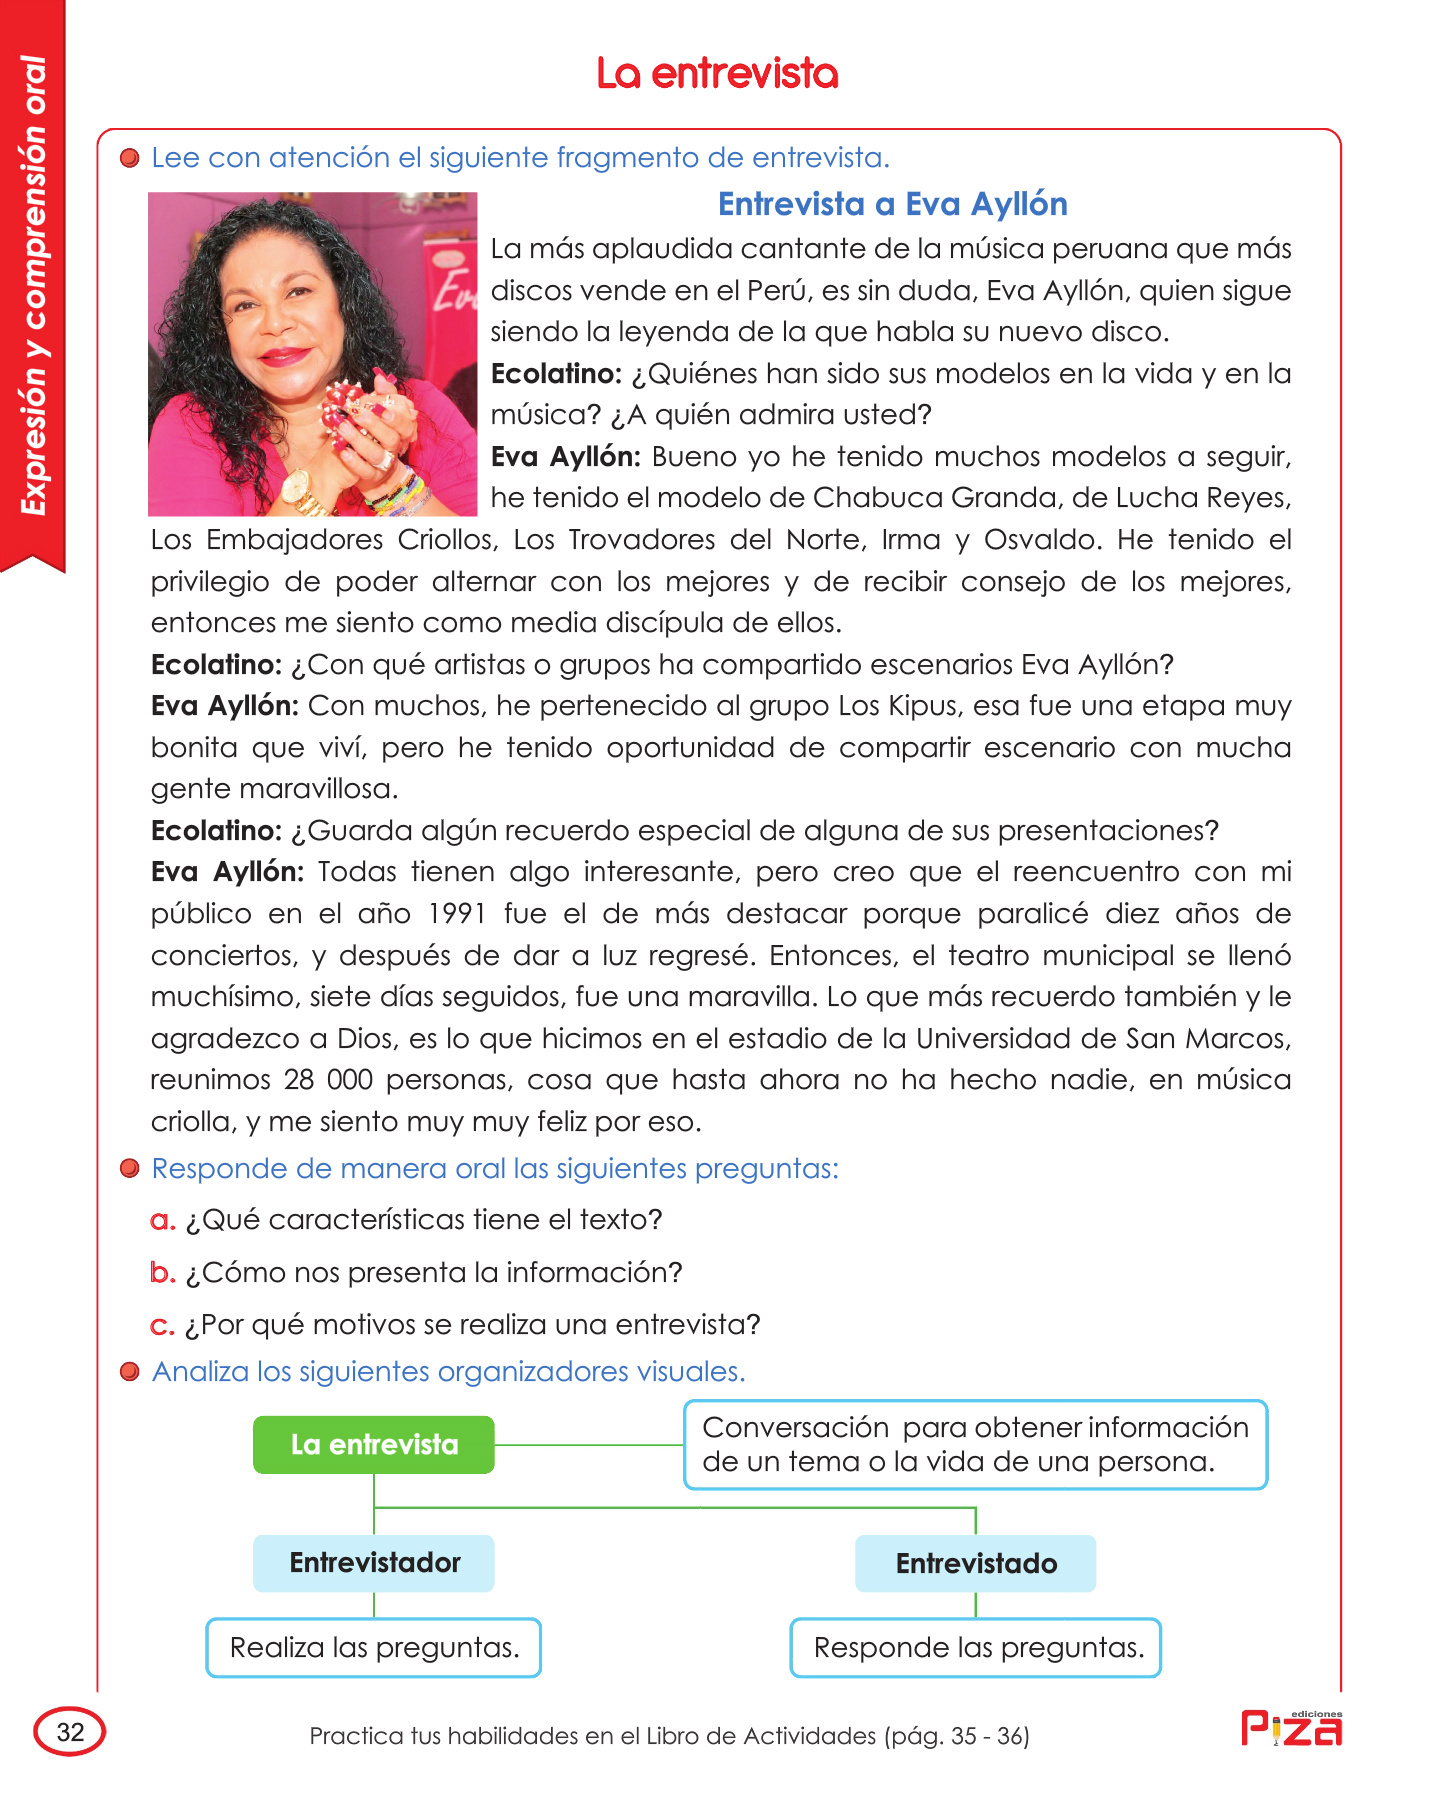 Expresión y comprensión oral
La entrevista
Lee con atención el siguiente fragmento de entrevista.
Entrevista a Eva Ayllón
La más aplaudida cantante de la música peruana que más
discos vende en el Perú, es sin duda, Eva Ayllón, quien sigue
siendo la leyenda de la que habla su nuevo disco.
Ecolatino: ¿Quiénes han sido sus modelos en la vida y en la
música? ¿A quién admira usted?
Eva Ayllón: Bueno yo he tenido muchos modelos a seguir,
he tenido el modelo de Chabuca Granda, de Lucha Reyes,
Los Embajadores Criollos, Los Trovadores del Norte, Irma y Osvaldo. He tenido el
privilegio de poder alternar con los mejores y de recibir consejo de los mejores,
entonces me siento como media discípula de ellos.
Ecolatino: ¿Con qué artistas o grupos ha compartido escenarios Eva Ayllón?
Eva Ayllón: Con muchos, he pertenecido al grupo Los Kipus, esa fue una etapa muy
bonita que viví, pero he tenido oportunidad de compartir escenario con mucha
gente maravillosa.
Ecolatino: ¿Guarda algún recuerdo especial de alguna de sus presentaciones?
Eva Ayllón: Todas tienen algo interesante, pero creo que el reencuentro con mi
público en el año 1991 fue el de más destacar porque paralicé diez años de
conciertos, y después de dar a luz regresé. Entonces, el teatro municipal se llenó
muchísimo, siete días seguidos, fue una maravilla. Lo que más recuerdo también y le
agradezco a Dios, es lo que hicimos en el estadio de la Universidad de San Marcos,
reunimos 28 000 personas, cosa que hasta ahora no ha hecho nadie, en música
criolla, y me siento muy muy feliz por eso.
Responde de manera oral las siguientes preguntas:
a. ¿Qué características tiene el texto?
b. ¿Cómo nos presenta la información?
c. ¿Por qué motivos se realiza una entrevista?
Analiza los siguientes organizadores visuales.
La entrevista
Conversación para obtener información
de un tema o la vida de una persona.
Entrevistador
Entrevistado
Realiza las preguntas.
Responde las preguntas.
32
Practica tus habilidades en el Libro de Actividades (pág. 35 - 36)
ediciones
Piza